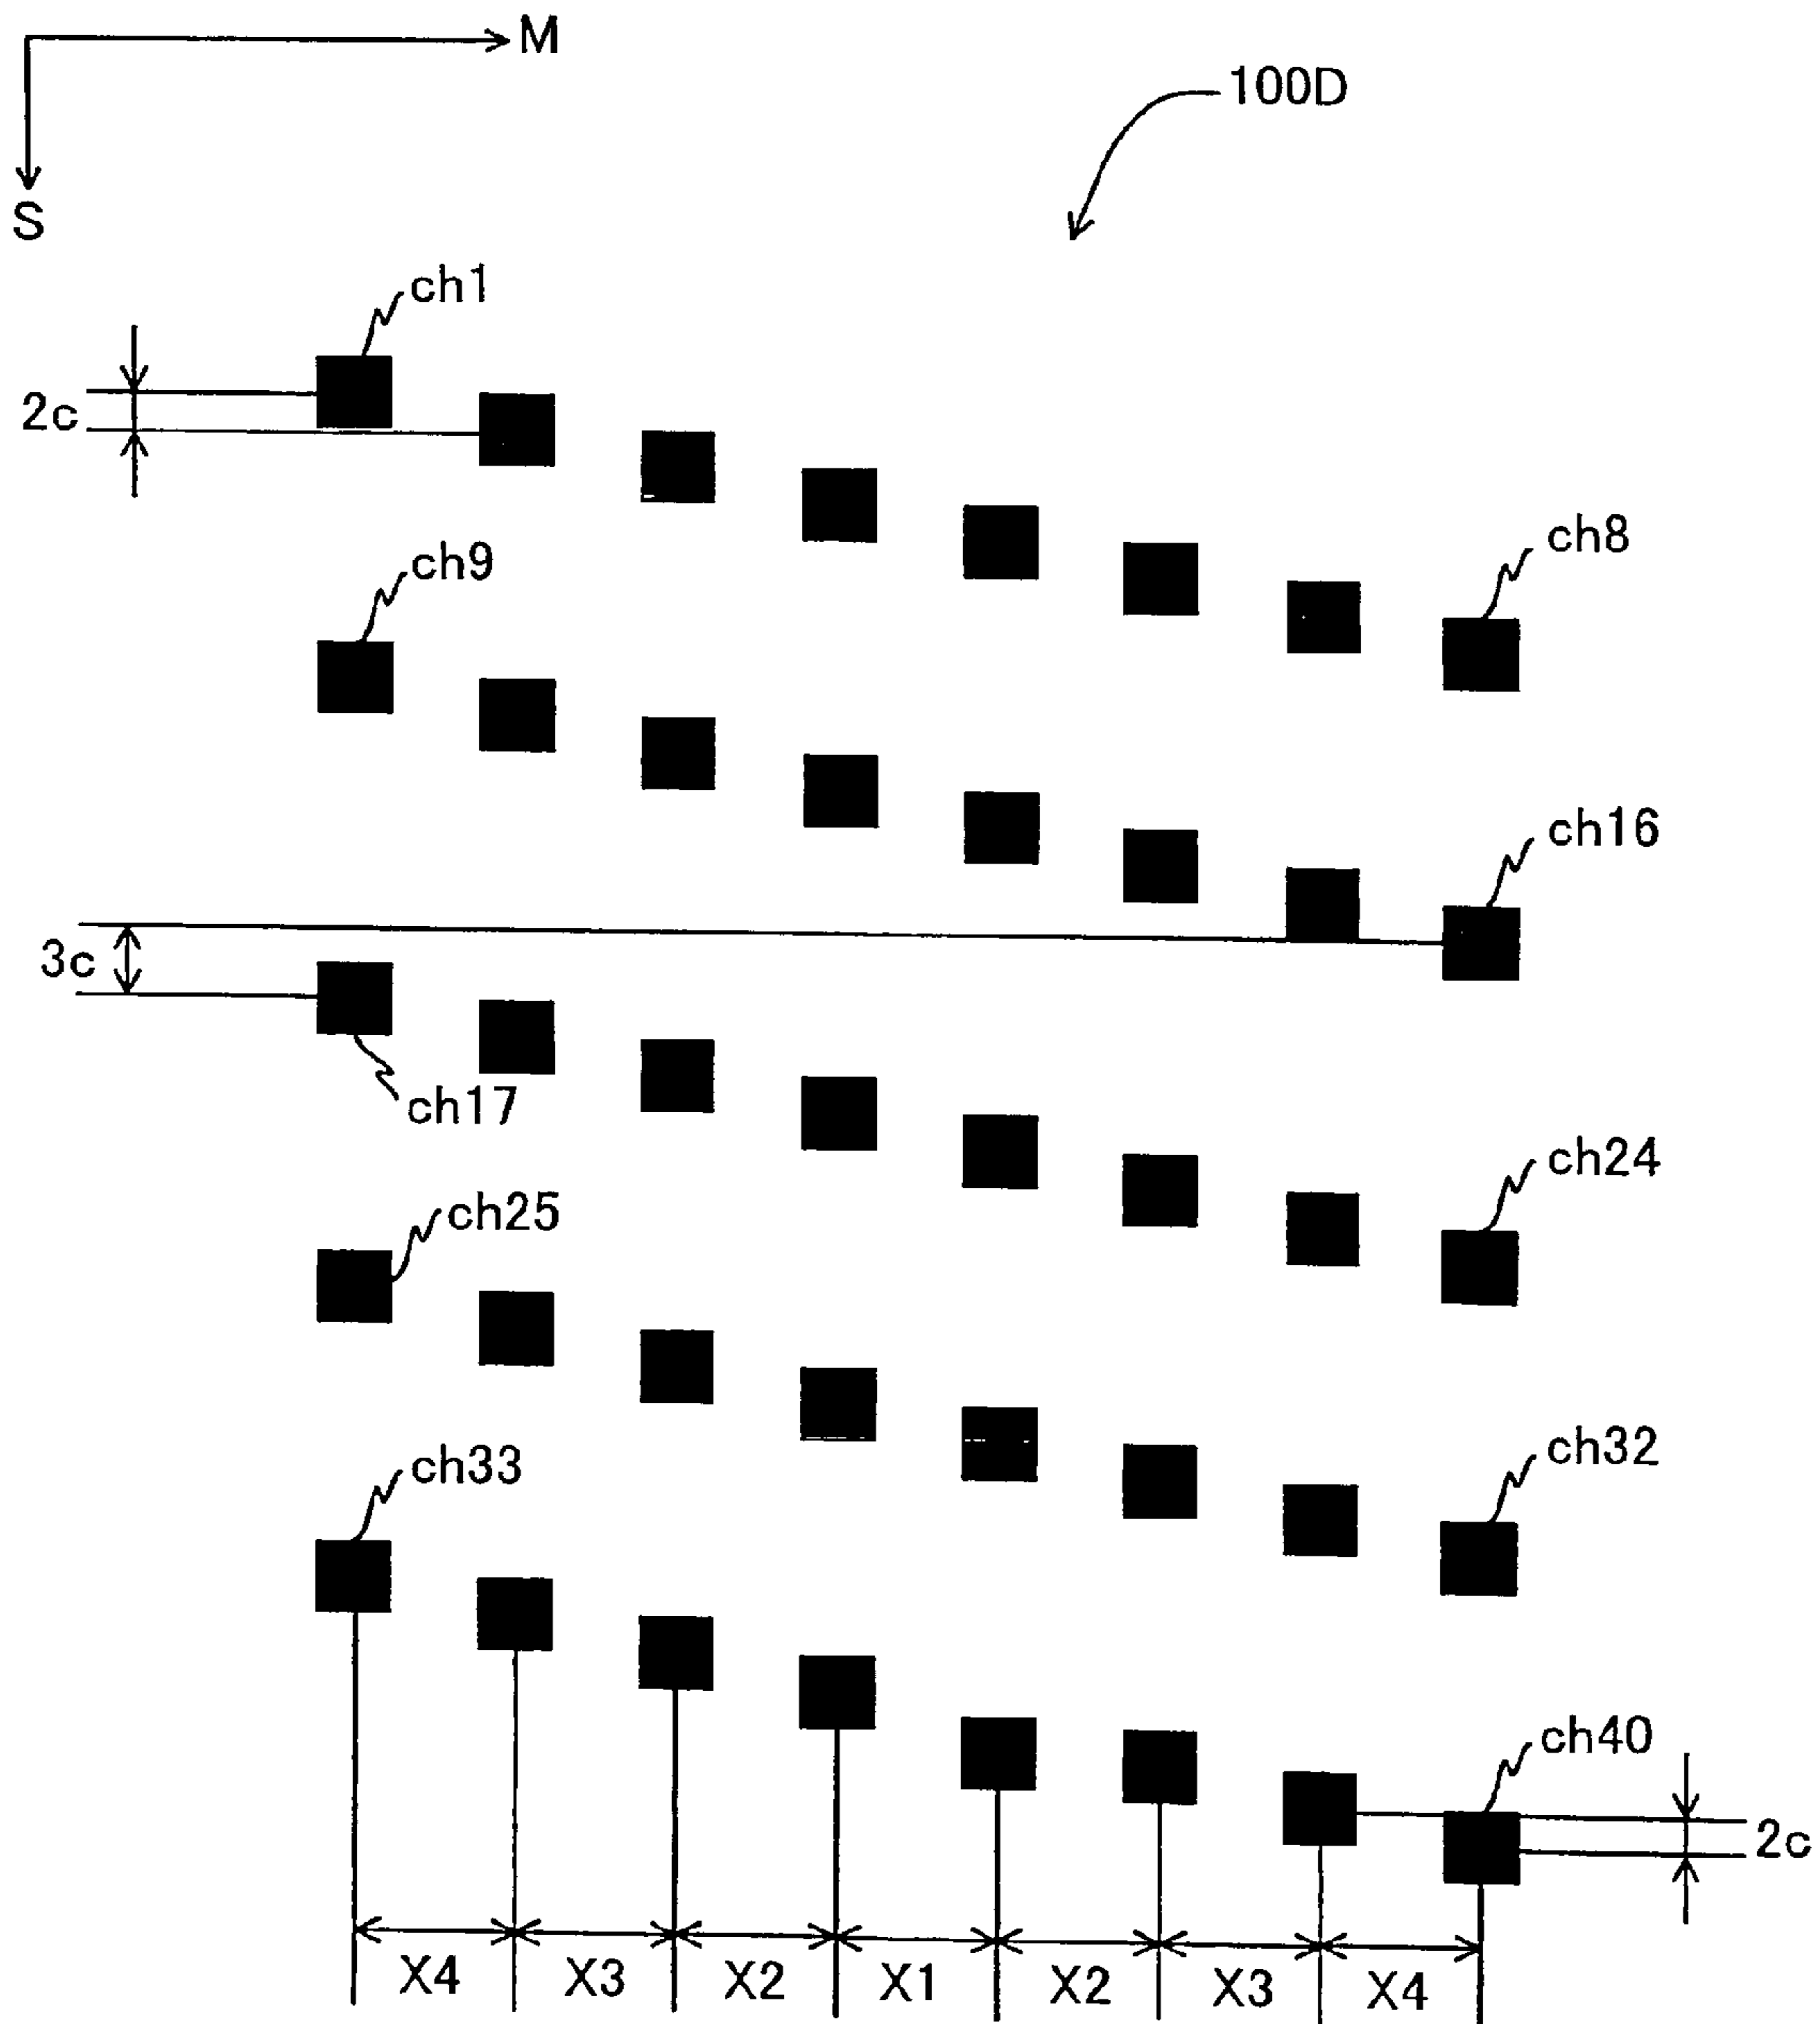 M
100D
S
ch1
2c
ch8
ch9
ch16
3c
ch17
ch24
ch25
ch32
ch33
ch40
2c
X4 X3 X2 X1 X2 X3 X4